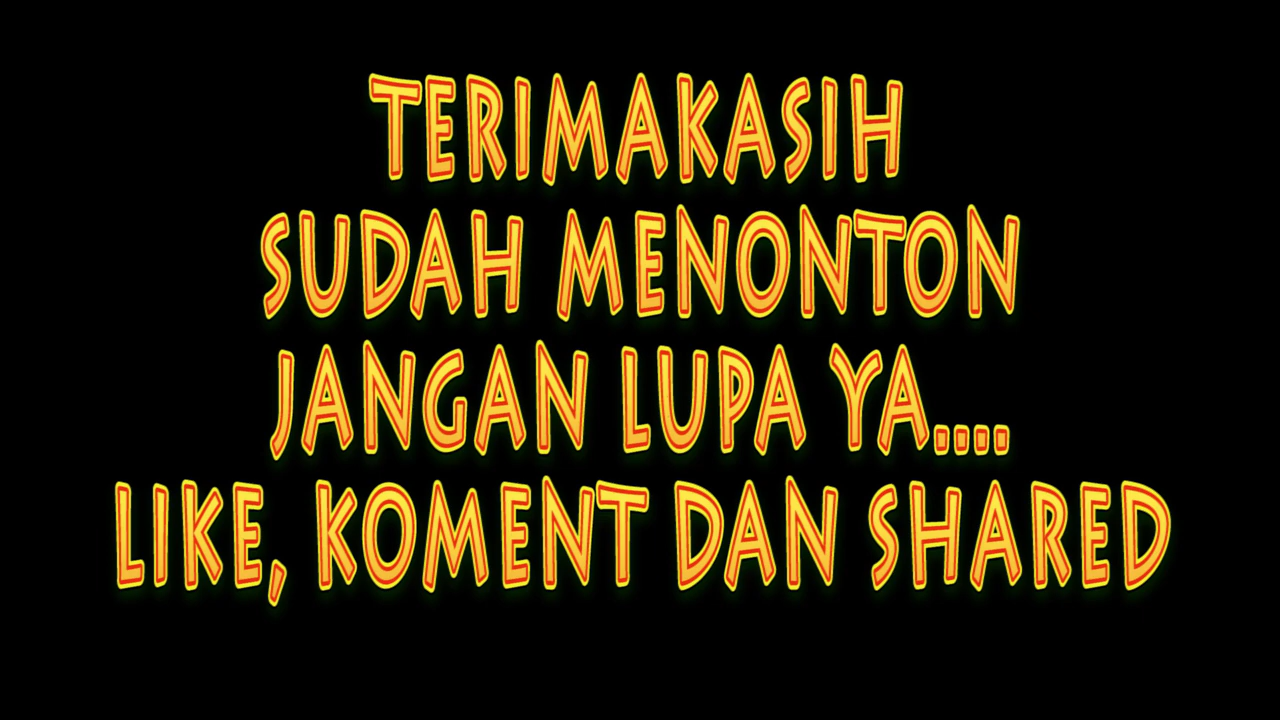 TERIMAKASIH
SUDAH MENONTON
JANGAN LUPA YA....
LIKE, KOMENT DAN SHARED